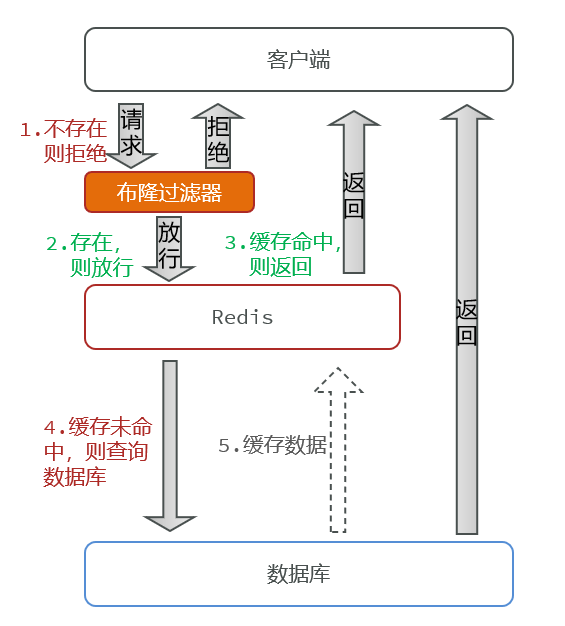 客户端
1.不存在
则拒绝
请
求
拒
绝
布隆过滤器
2.存在,
则放行
放
行
3.缓存命中,
则返回
返
回
Redis
返
回
4.缓存未命
中，则查询
数据库
5.缓存数据
数据库